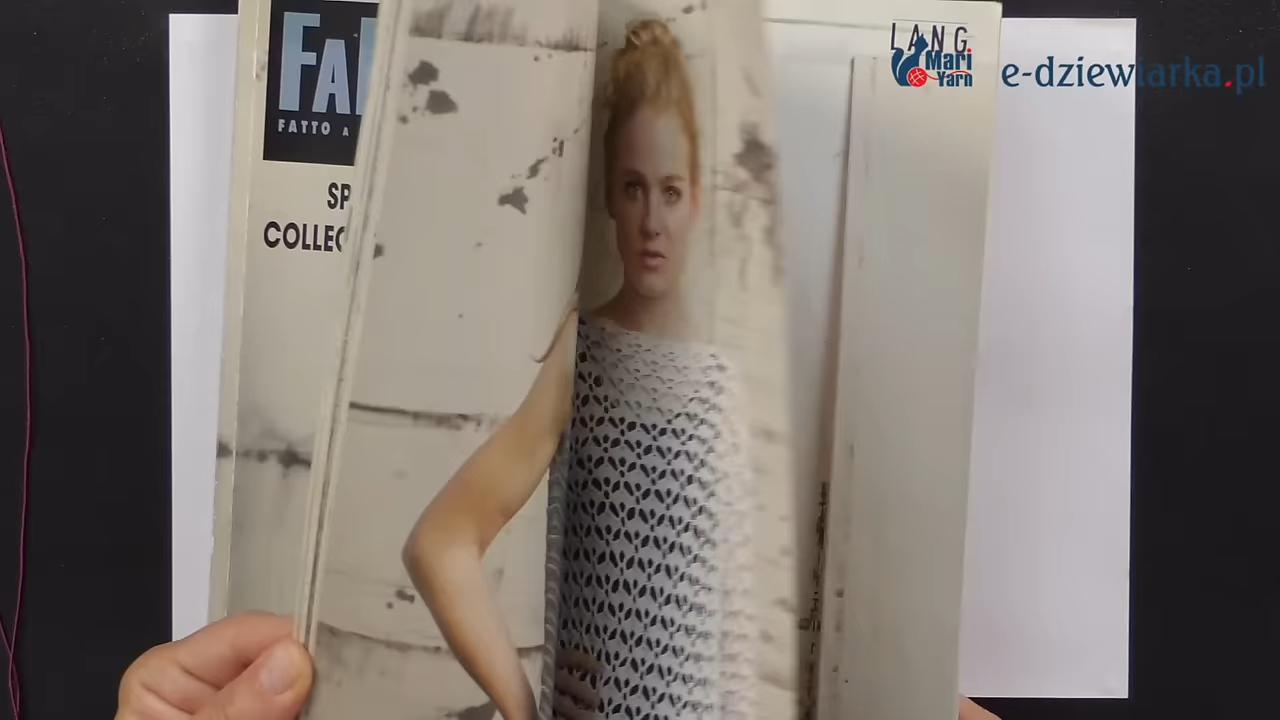 FA
FATTO A
SP
COLLEC
LANG
Mari
Yarn
e-dziewiarka.pl